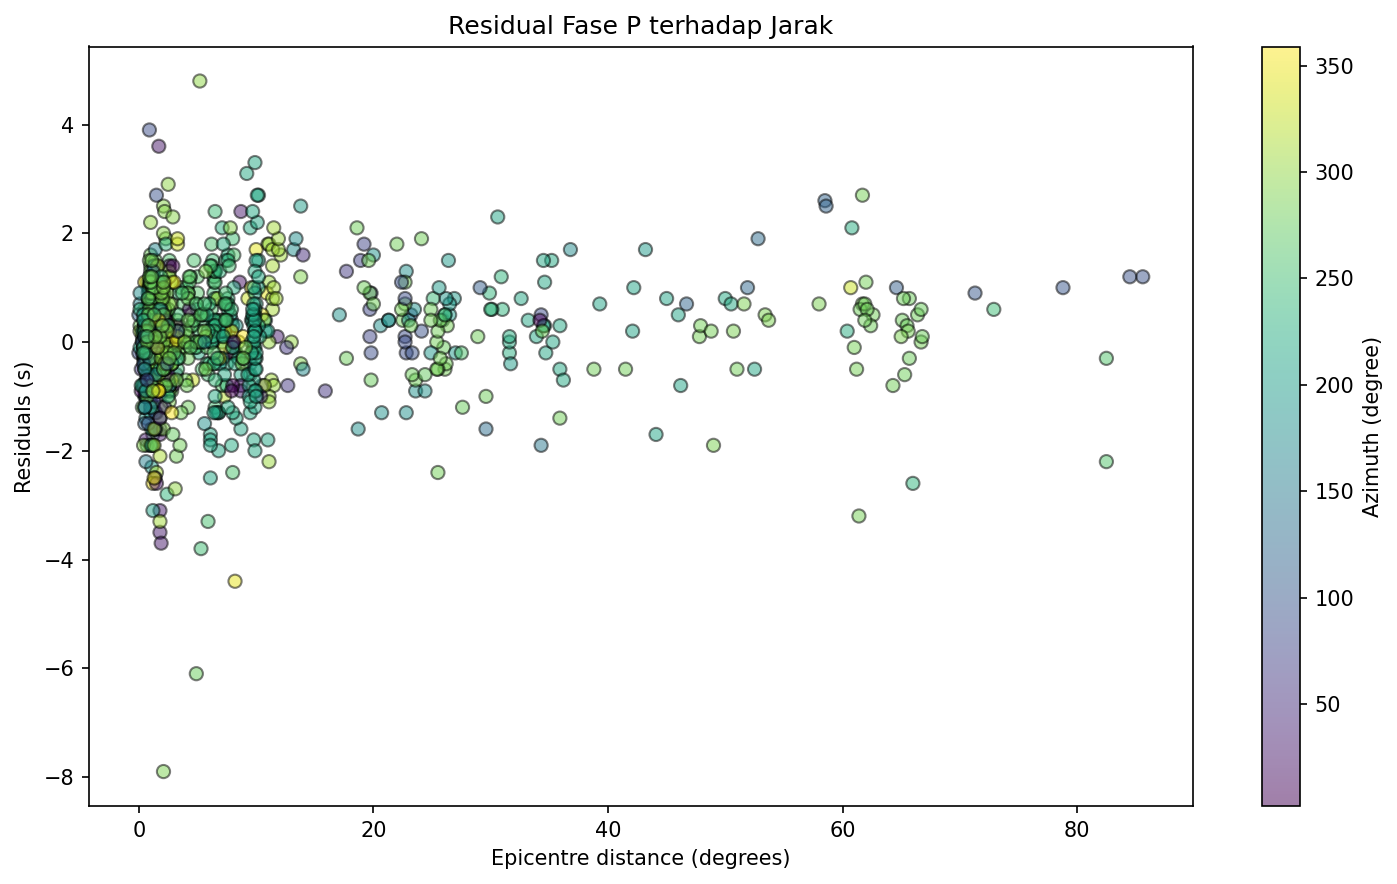 Residual Fase P terhadap Jarak
Residuals (s)
4
2
0
−2
−4
−6
−8
0 20 40 60 80
Epicentre distance (degrees)
350
300
250
200
150
100
50
Azimuth (degree)